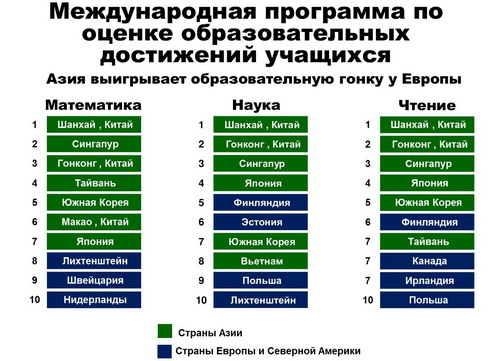 Международная программа по
оценке образовательных
достижений учащихся
Азия выигрывает образовательную гонку у Европы
Математика
1 Шанхай , Китай
2 Сингапур
3 Гонконг , Китай
4 Тайвань
5 Южная Корея
6 Макао , Китай
7 Япония
8 Лихтенштейн
9 Швейцария
10 Нидерланды
Наука
1 Шанхай , Китай
2 Гонконг , Китай
3 Сингапур
4 Япония
5 Финляндия
6 Эстония
7 Южная Корея
8 Вьетнам
9 Польша
10 Лихтенштейн
Чтение
1 Шанхай , Китай
2 Гонконг , Китай
3 Сингапур
4 Япония
5 Южная Корея
6 Финляндия
7 Тайвань
7 Канада
7 Ирландия
10 Польша
Страны Азии
Страны Европы и Северной Америки